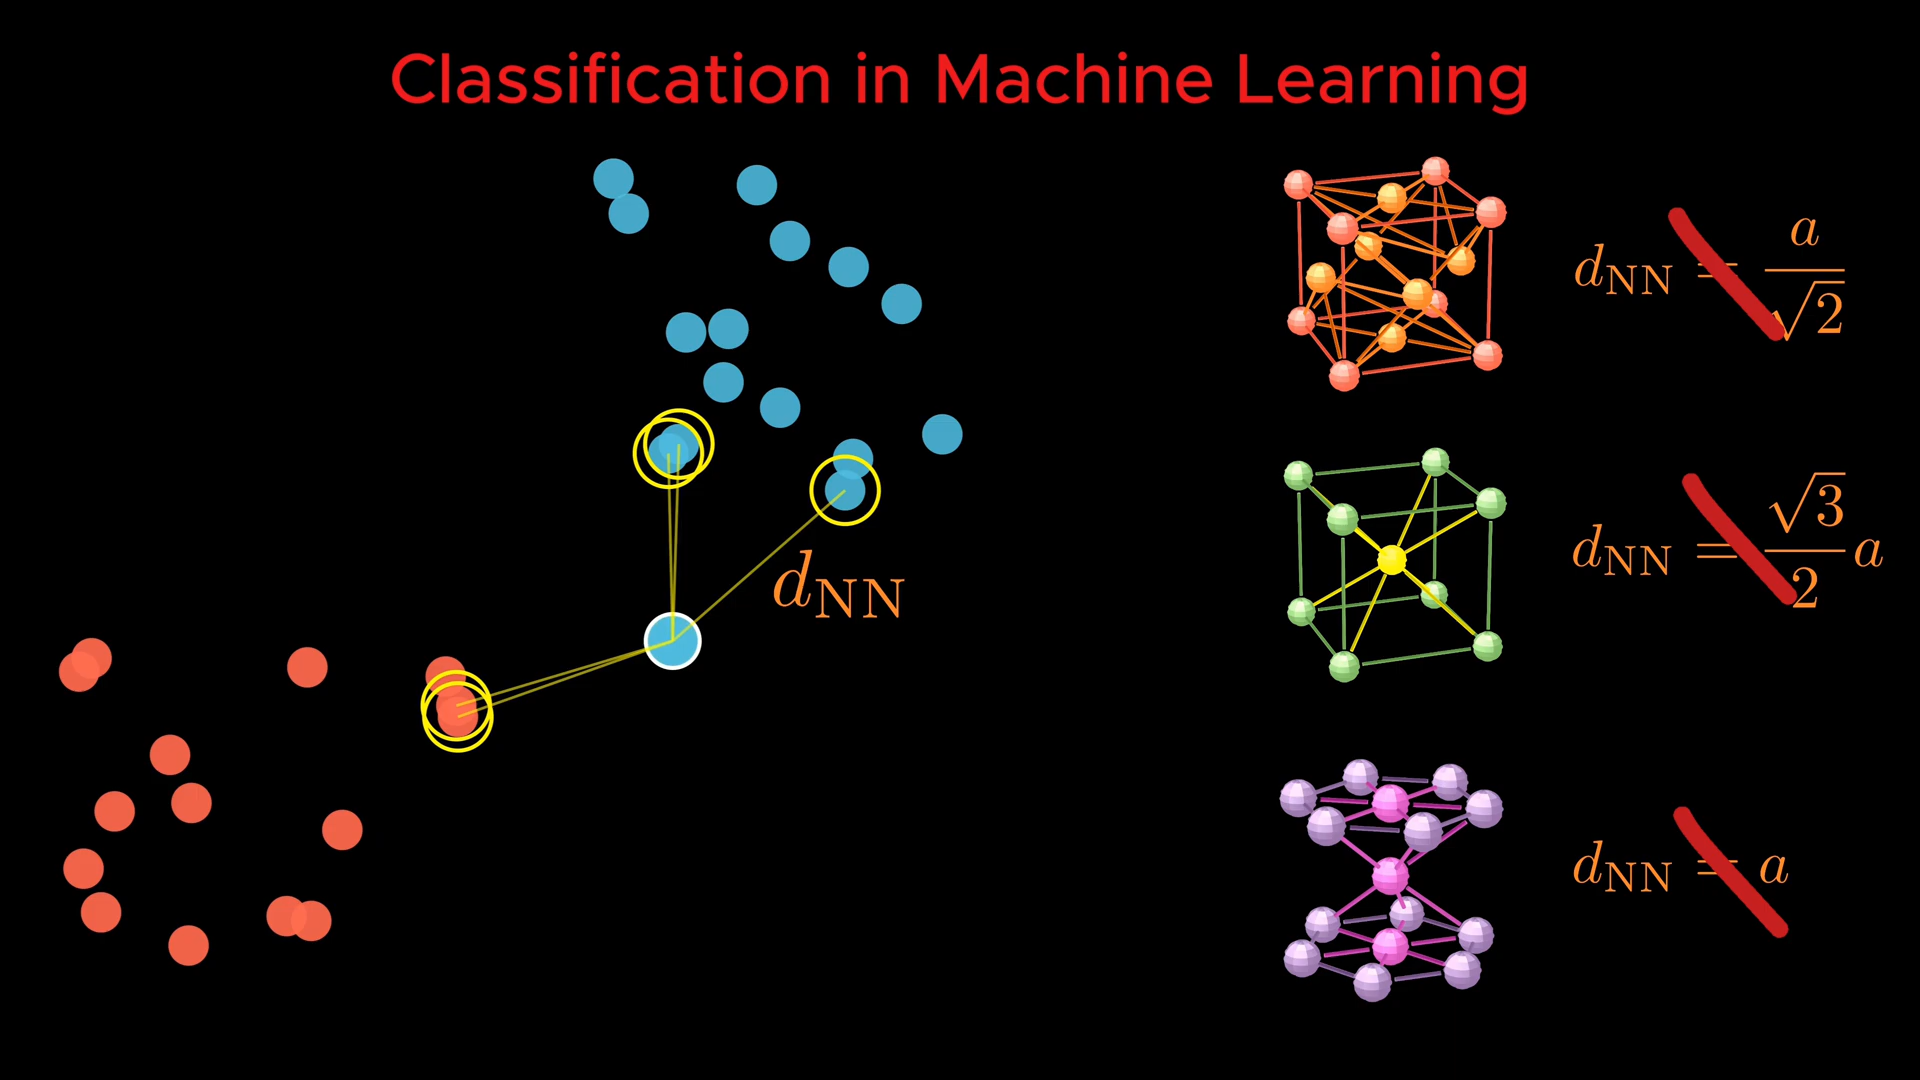 Classification in Machine Learning
d_NN = a/√2
d_NN = √3/2 a
d_NN
d_NN = a